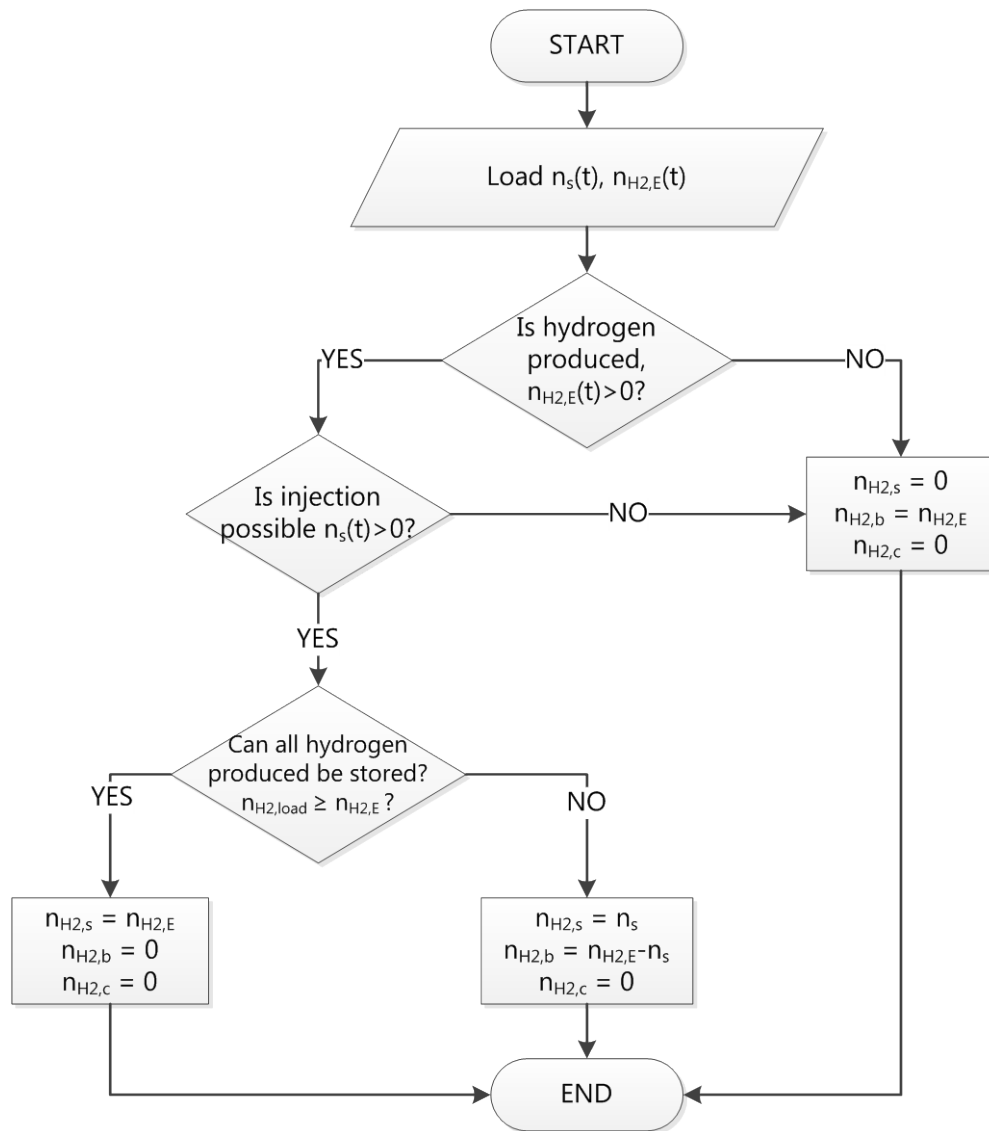 START
Load nₛ(t), n_H2,E(t)
Is hydrogen
produced,
n_H2,E(t)>0?
YES
NO
Is injection
possible nₛ(t)>0?
NO
n_H2,s = 0
n_H2,b = n_H2,E
n_H2,c = 0
YES
Can all hydrogen
produced be stored?
n_H2,load ≥ n_H2,E ?
YES
NO
n_H2,s = n_H2,E
n_H2,b = 0
n_H2,c = 0
n_H2,s = nₛ
n_H2,b = n_H2,E-nₛ
n_H2,c = 0
END